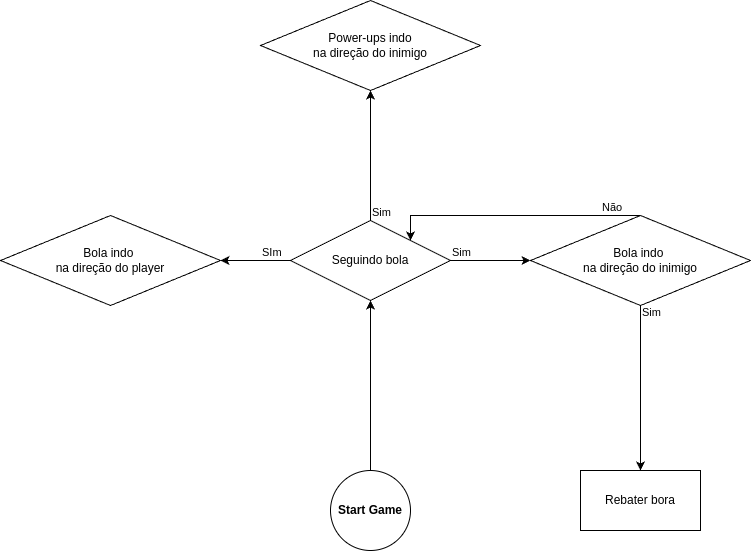 Power-ups indo
na direção do inimigo
Sim
Não
Bola indo
na direção do player
SIm
Seguindo bola
Sim
Bola indo
na direção do inimigo
Sim
Start Game
Rebater bora